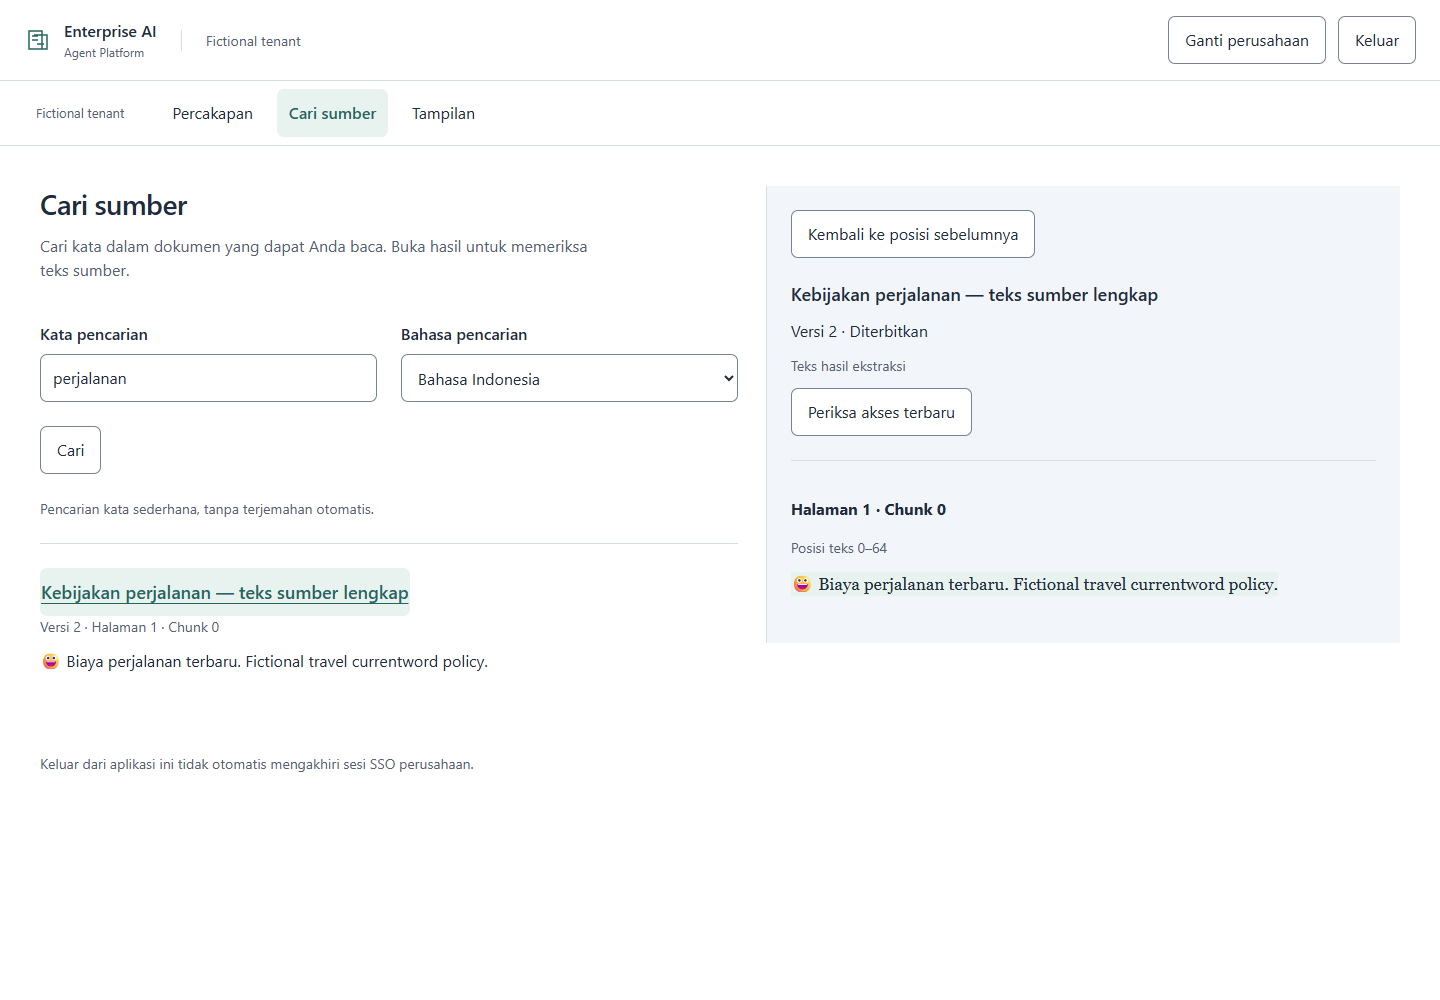 Enterprise AI
Agent Platform
Fictional tenant
Ganti perusahaan
Keluar
Fictional tenant
Percakapan
Cari sumber
Tampilan
Cari sumber
Cari kata dalam dokumen yang dapat Anda baca. Buka hasil untuk memeriksa
teks sumber.
Kata pencarian
Bahasa pencarian
perjalanan
Bahasa Indonesia
Cari
Pencarian kata sederhana, tanpa terjemahan otomatis.
Kebijakan perjalanan — teks sumber lengkap
Versi 2 · Halaman 1 · Chunk 0
😀 Biaya perjalanan terbaru. Fictional travel currentword policy.
Kembali ke posisi sebelumnya
Kebijakan perjalanan — teks sumber lengkap
Versi 2 · Diterbitkan
Teks hasil ekstraksi
Periksa akses terbaru
Halaman 1 · Chunk 0
Posisi teks 0–64
😀 Biaya perjalanan terbaru. Fictional travel currentword policy.
Keluar dari aplikasi ini tidak otomatis mengakhiri sesi SSO perusahaan.